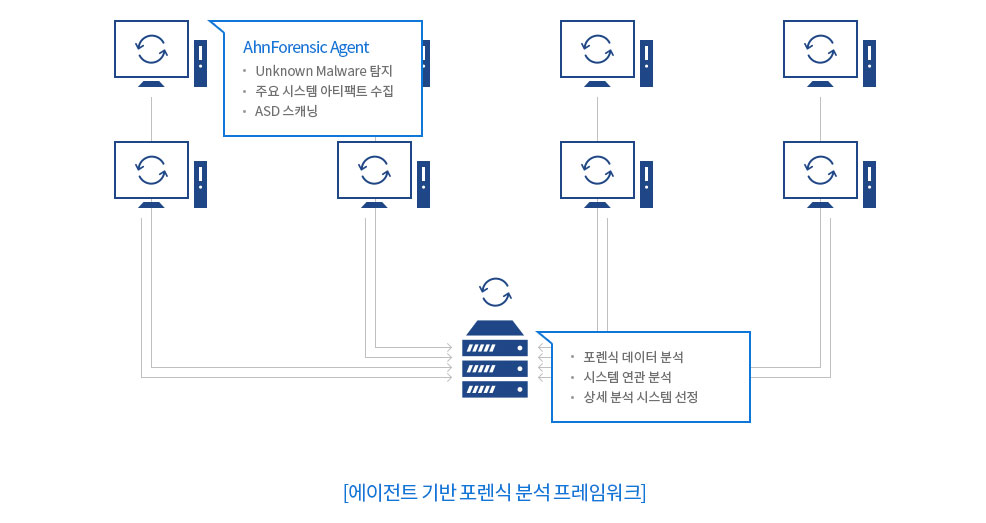 AhnForensic Agent
• Unknown Malware 탐지
• 주요 시스템 아티팩트 수집
• ASD 스캐닝
• 포렌식 데이터 분석
• 시스템 연관 분석
• 상세 분석 시스템 선정
[에이전트 기반 포렌식 분석 프레임워크]